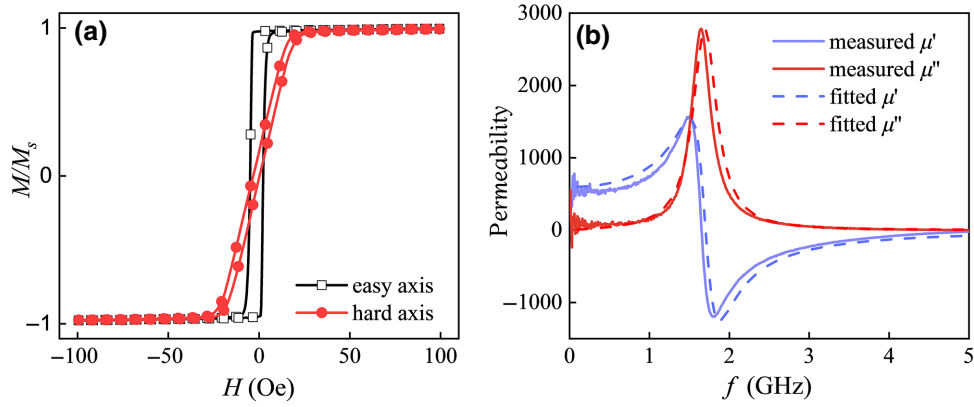 (a)
M/Ms
1
0
−1
−100
−50
0
50
100
H (Oe)
easy axis
hard axis
(b)
Permeability
3000
2000
1000
0
−1000
0
1
2
3
4
5
f (GHz)
measured μ'
measured μ"
fitted μ'
fitted μ"